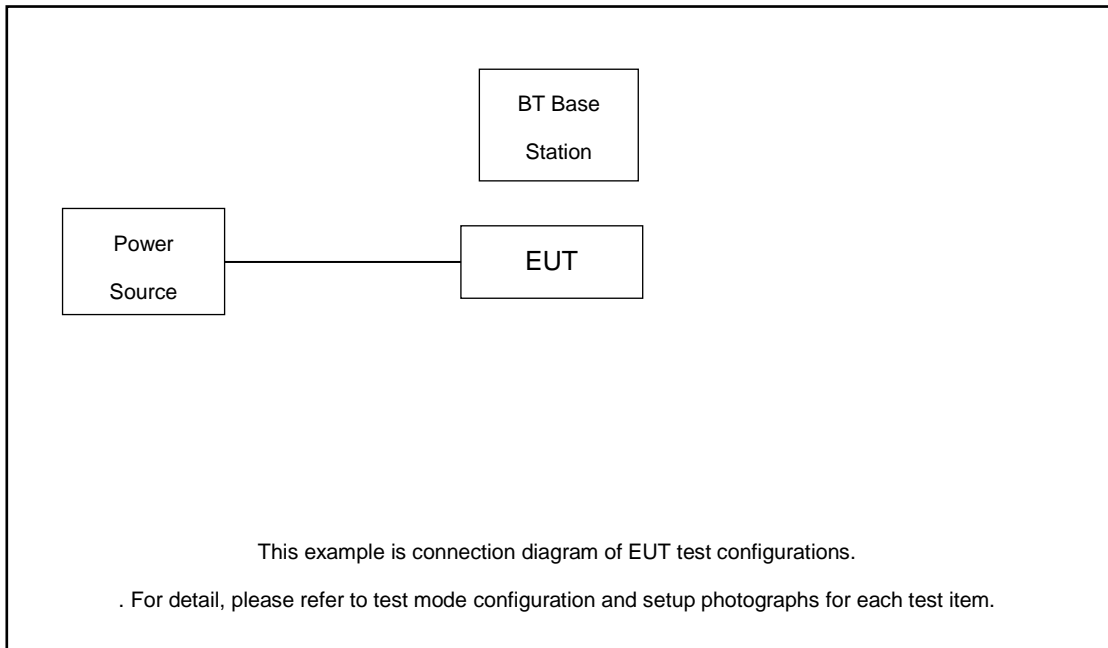 BT Base
Station
Power
Source
EUT
This example is connection diagram of EUT test configurations.
. For detail, please refer to test mode configuration and setup photographs for each test item.